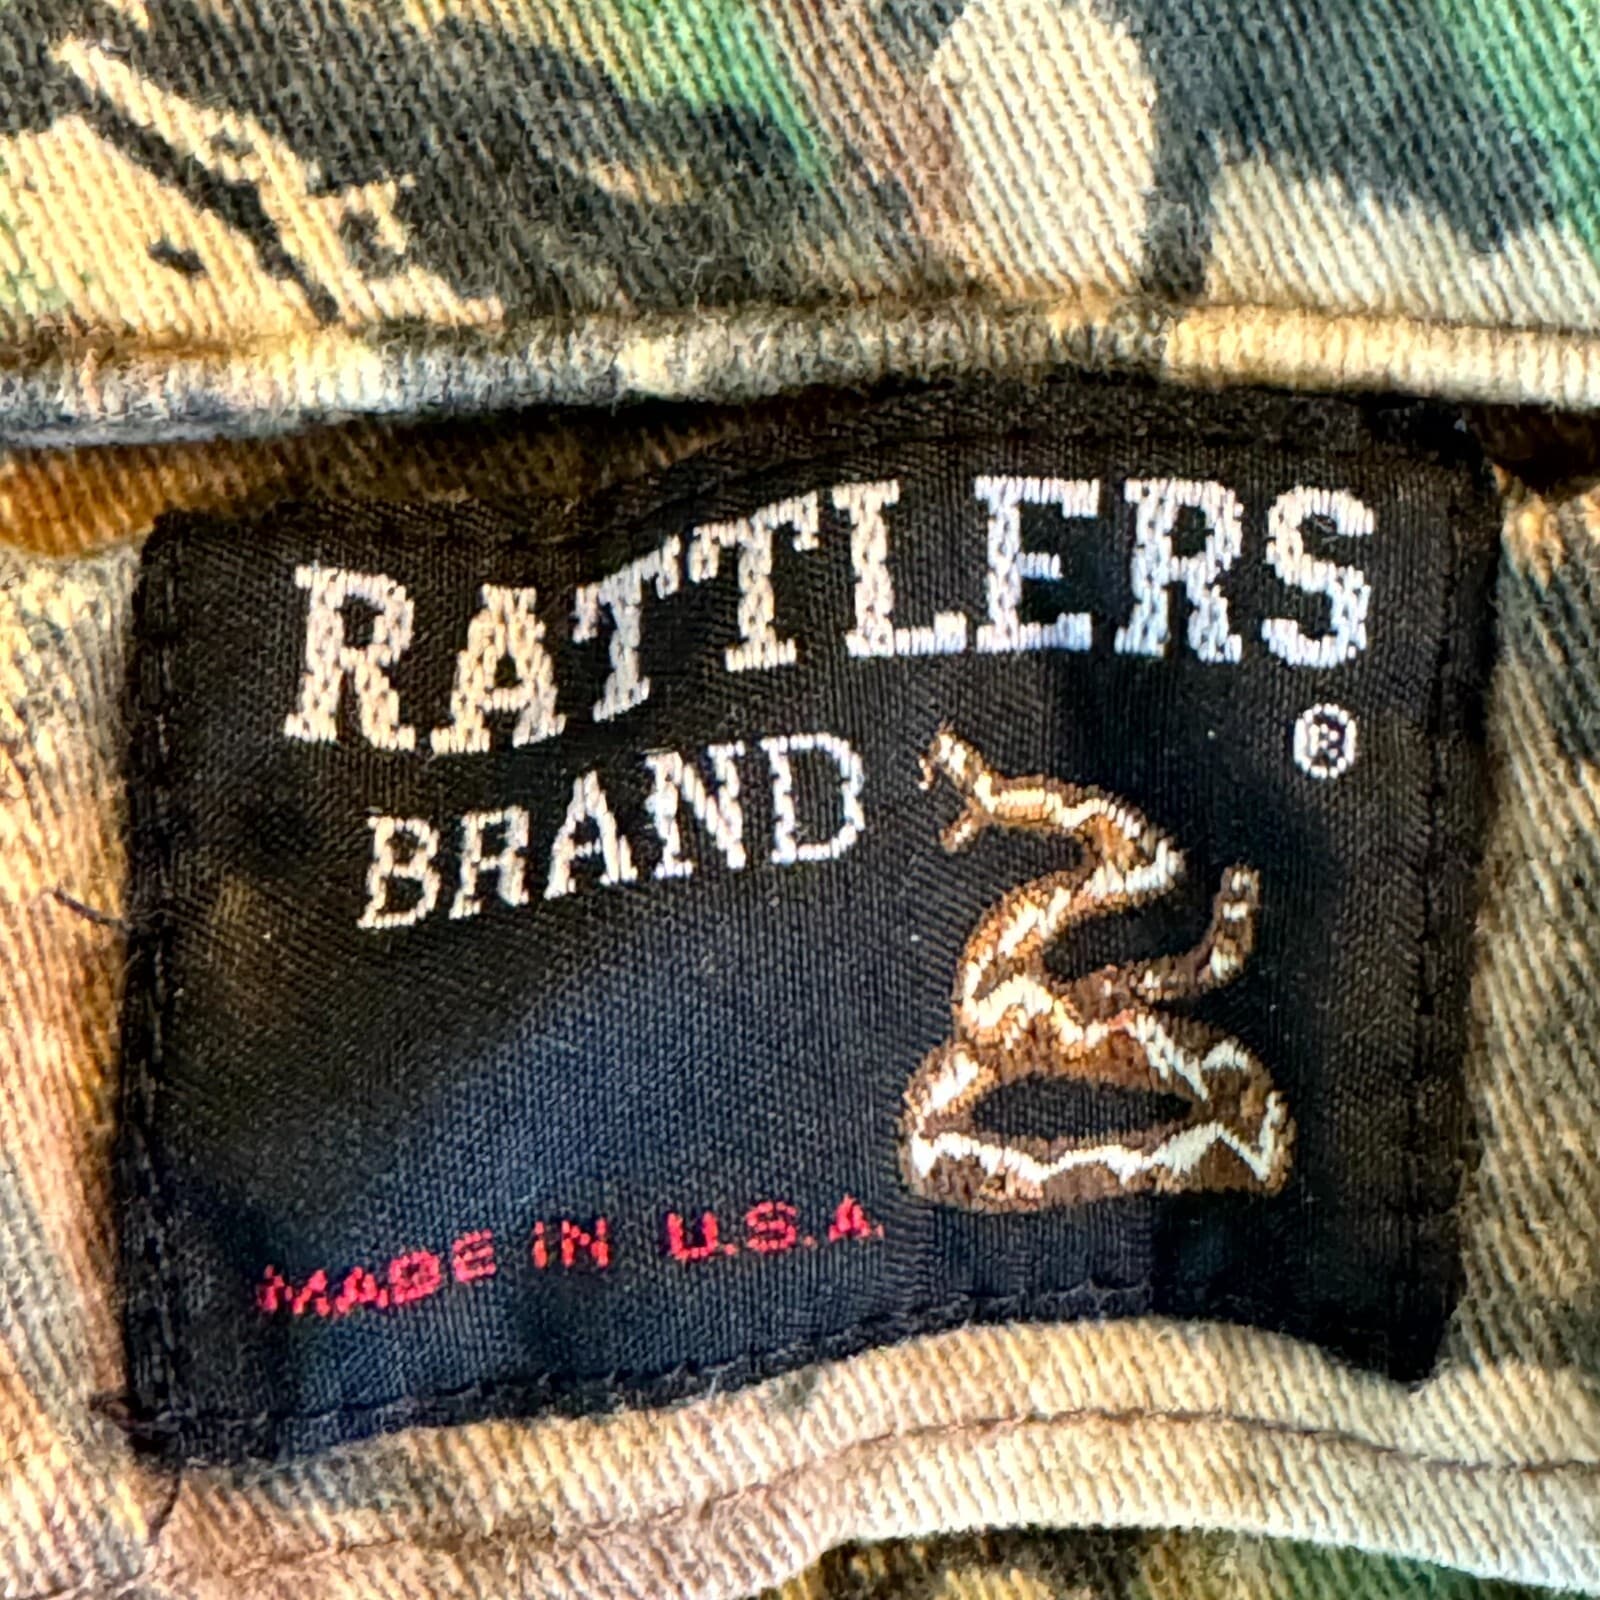 RATTLERS
BRAND
®
MADE IN U.S.A.